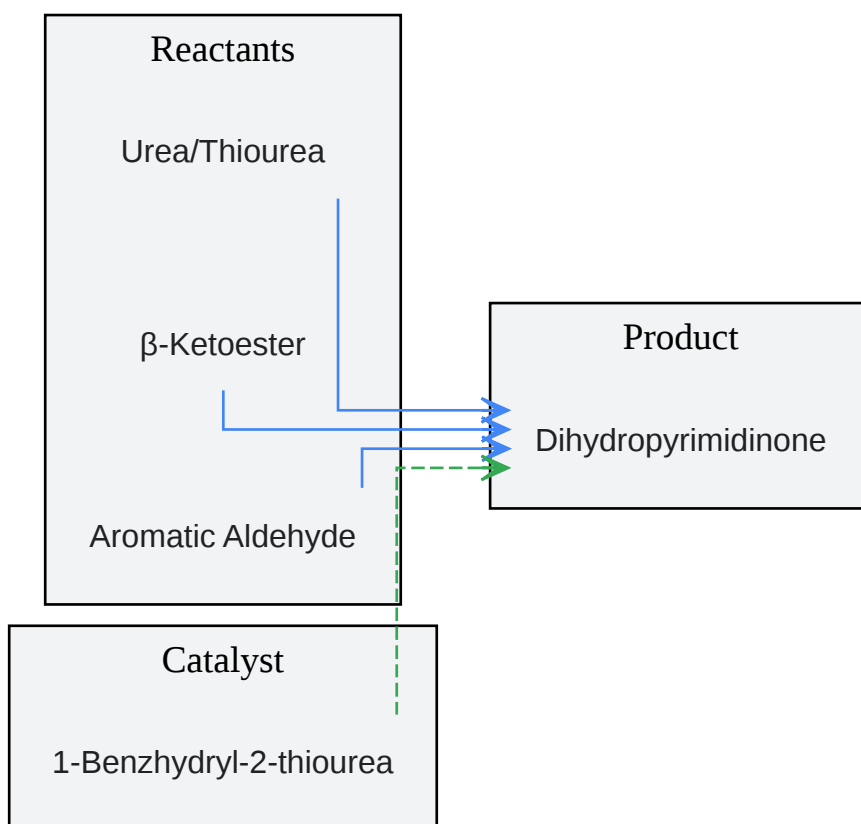 Reactants
Urea/Thiourea
β-Ketoester
Aromatic Aldehyde
Product
Dihydropyrimidinone
Catalyst
1-Benzhydryl-2-thiourea